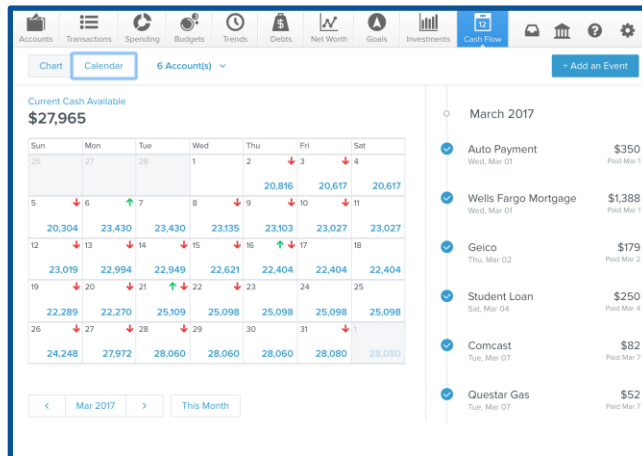 Accounts Transactions Spending Budgets Trends Debts Net Worth Goals Investments 12 Cash Flow
Chart Calendar 6 Account(s) + Add an Event
Current Cash Available
$27,965
Sun Mon Tue Wed Thu Fri Sat
26 27 28 1 2 3 4
20,816 20,617 20,617
5 6 7 8 9 10 11
20,304 23,430 23,430 23,135 23,103 23,027 23,027
12 13 14 15 16 17 18
23,019 22,994 22,949 22,621 22,404 22,404 22,404
19 20 21 22 23 24 25
22,289 22,270 25,109 25,098 25,098 25,098 25,098
26 27 28 29 30 31 1
24,248 27,972 28,060 28,060 28,060 28,080 28,080
< Mar 2017 > This Month
March 2017
Auto Payment $350
Wed, Mar 01 Paid Mar 1
Wells Fargo Mortgage $1,388
Wed, Mar 01 Paid Mar 1
Geico $179
Thu, Mar 02 Paid Mar 2
Student Loan $250
Sat, Mar 04 Paid Mar 4
Comcast $82
Tue, Mar 07 Paid Mar 7
Questar Gas $52
Tue, Mar 07 Paid Mar 7